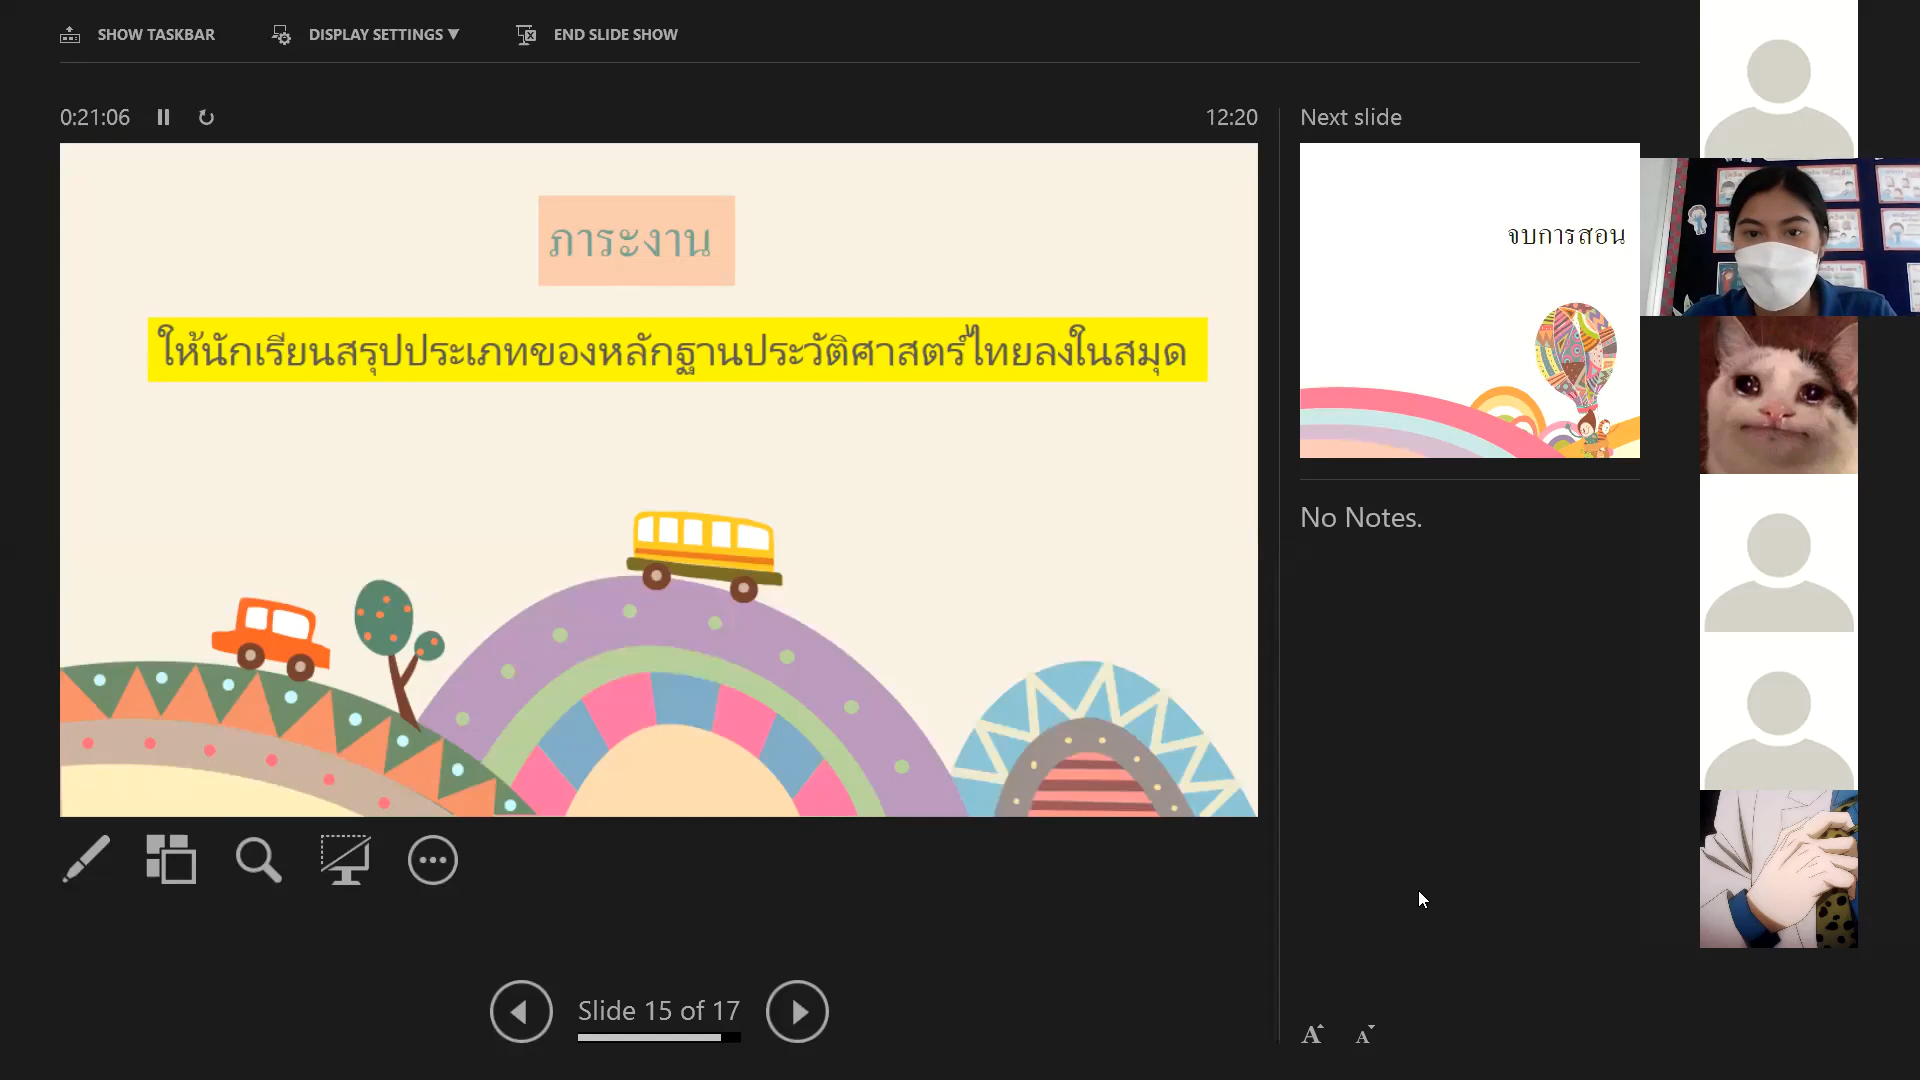 SHOW TASKBAR
DISPLAY SETTINGS ▼
END SLIDE SHOW
0:21:06
12:20
Next slide
ภาระงาน
ให้นักเรียนสรุปประเภทของหลักฐานประวัติศาสตร์ไทยลงในสมุด
จบการสอน
No Notes.
Slide 15 of 17
A
A